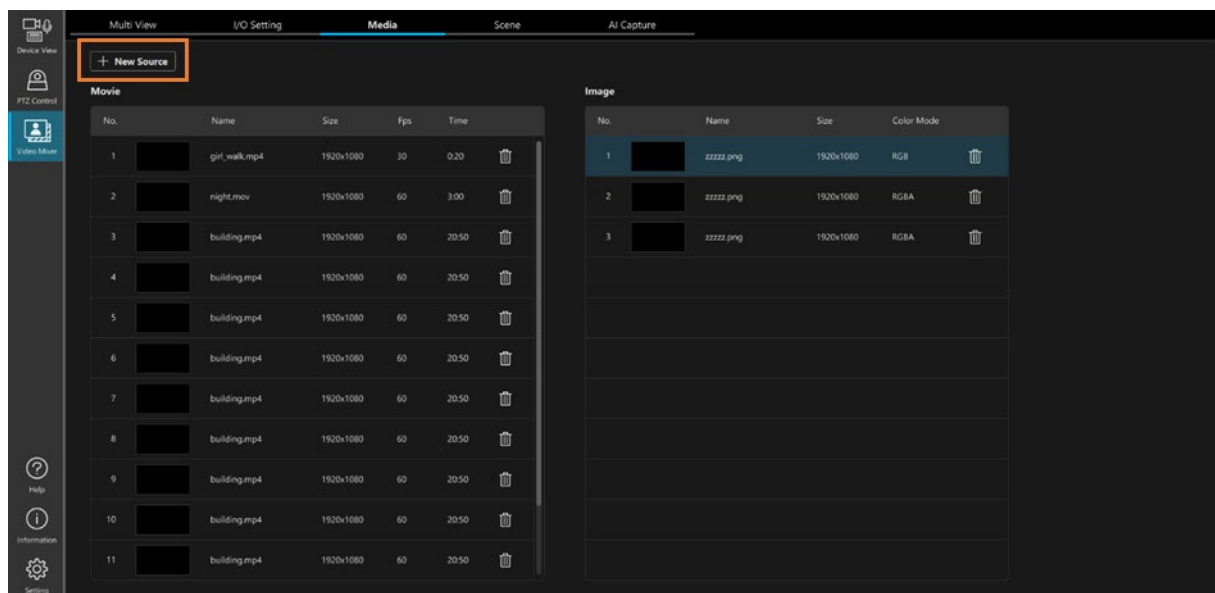 Multi View I/O Setting Media Scene AI Capture
Device View
PTZ Control
Video Mixer
Help
Information
Setting
+ New Source
Movie
No. Name Size Fps Time
1 girl_walk.mp4 1920x1080 30 0:20
2 night.mov 1920x1080 60 3:00
3 building.mp4 1920x1080 60 20:50
4 building.mp4 1920x1080 60 20:50
5 building.mp4 1920x1080 60 20:50
6 building.mp4 1920x1080 60 20:50
7 building.mp4 1920x1080 60 20:50
8 building.mp4 1920x1080 60 20:50
9 building.mp4 1920x1080 60 20:50
10 building.mp4 1920x1080 60 20:50
11 building.mp4 1920x1080 60 20:50
Image
No. Name Size Color Mode
1 zzzzz.png 1920x1080 RGB
2 zzzzz.png 1920x1080 RGBA
3 zzzzz.png 1920x1080 RGBA